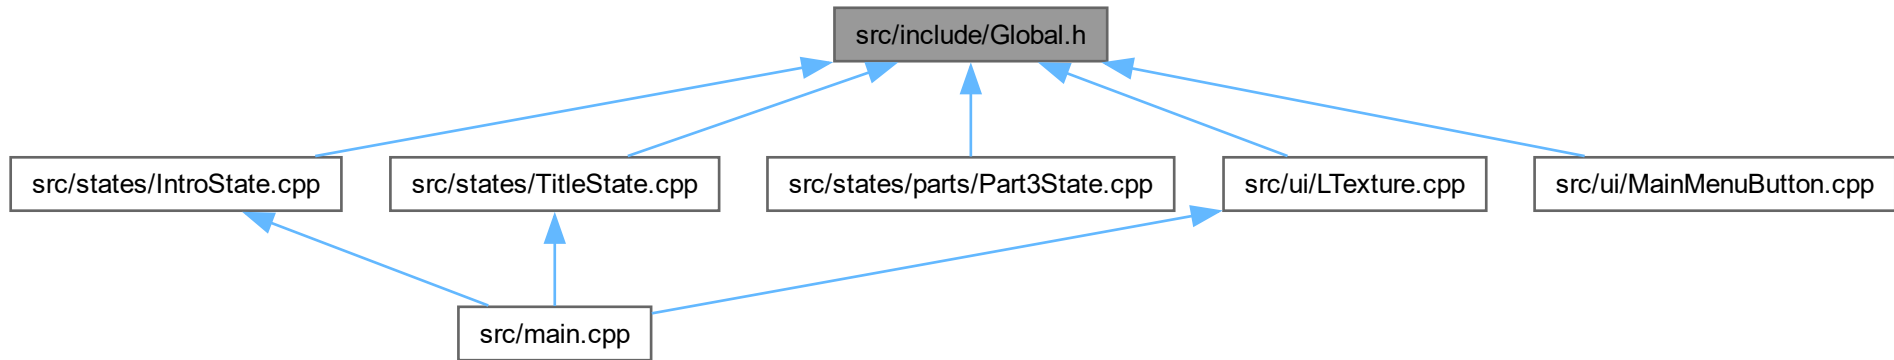 src/include/Global.h
src/states/IntroState.cpp
src/states/TitleState.cpp
src/states/parts/Part3State.cpp
src/ui/LTexture.cpp
src/ui/MainMenuButton.cpp
src/main.cpp